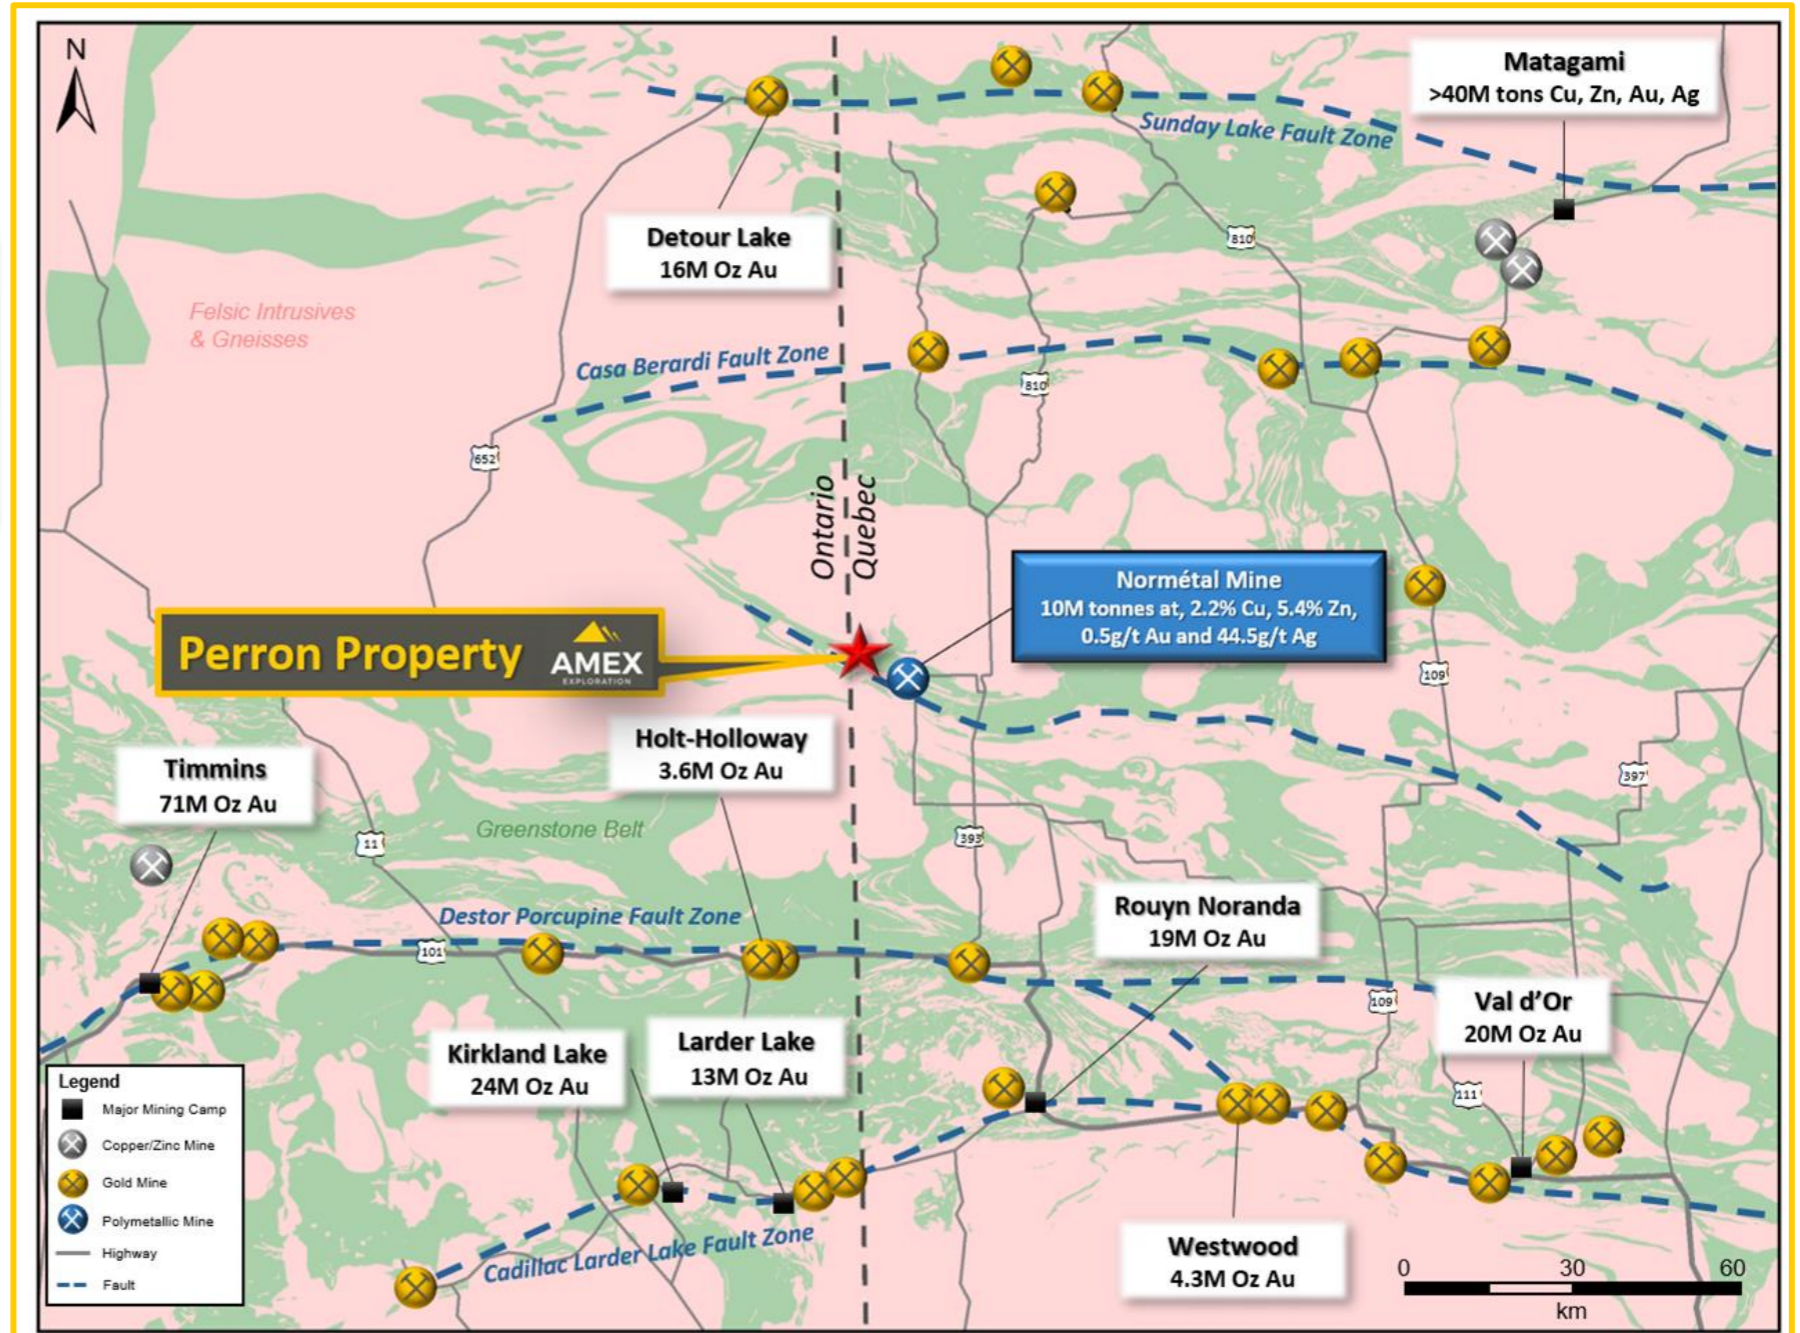 N
Matagami
>40M tons Cu, Zn, Au, Ag
Sunday Lake Fault Zone
Detour Lake
16M Oz Au
810
Felsic Intrusives
& Gneisses
Casa Berardi Fault Zone
810
652
Ontario
Quebec
Normétal Mine
10M tonnes at, 2.2% Cu, 5.4% Zn,
0.5g/t Au and 44.5g/t Ag
Perron Property
AMEX
EXPLORATION
109
Holt-Holloway
3.6M Oz Au
Timmins
71M Oz Au
397
Greenstone Belt
11
393
Rouyn Noranda
19M Oz Au
Destor Porcupine Fault Zone
101
109
Val d’Or
20M Oz Au
Kirkland Lake
24M Oz Au
Larder Lake
13M Oz Au
111
Legend
Major Mining Camp
Copper/Zinc Mine
Gold Mine
Polymetallic Mine
Highway
Fault
Cadillac Larder Lake Fault Zone
Westwood
4.3M Oz Au
0 30 60
km